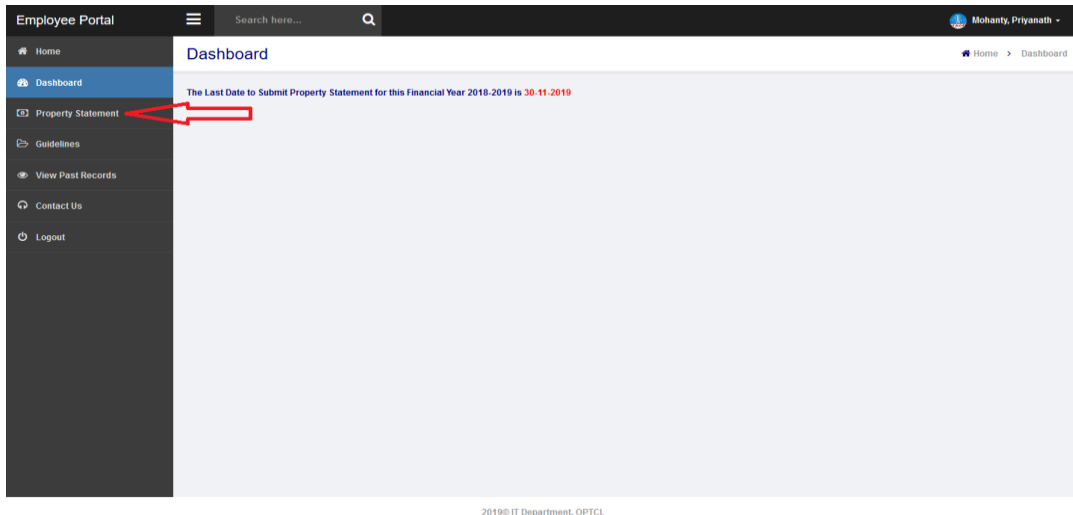 Employee Portal
Search here...
Mohanty, Priyanath
Home
Dashboard
Property Statement
Guidelines
View Past Records
Contact Us
Logout
Dashboard
Home > Dashboard
The Last Date to Submit Property Statement for this Financial Year 2018-2019 is 30-11-2019
2019© IT Department, OPTCL